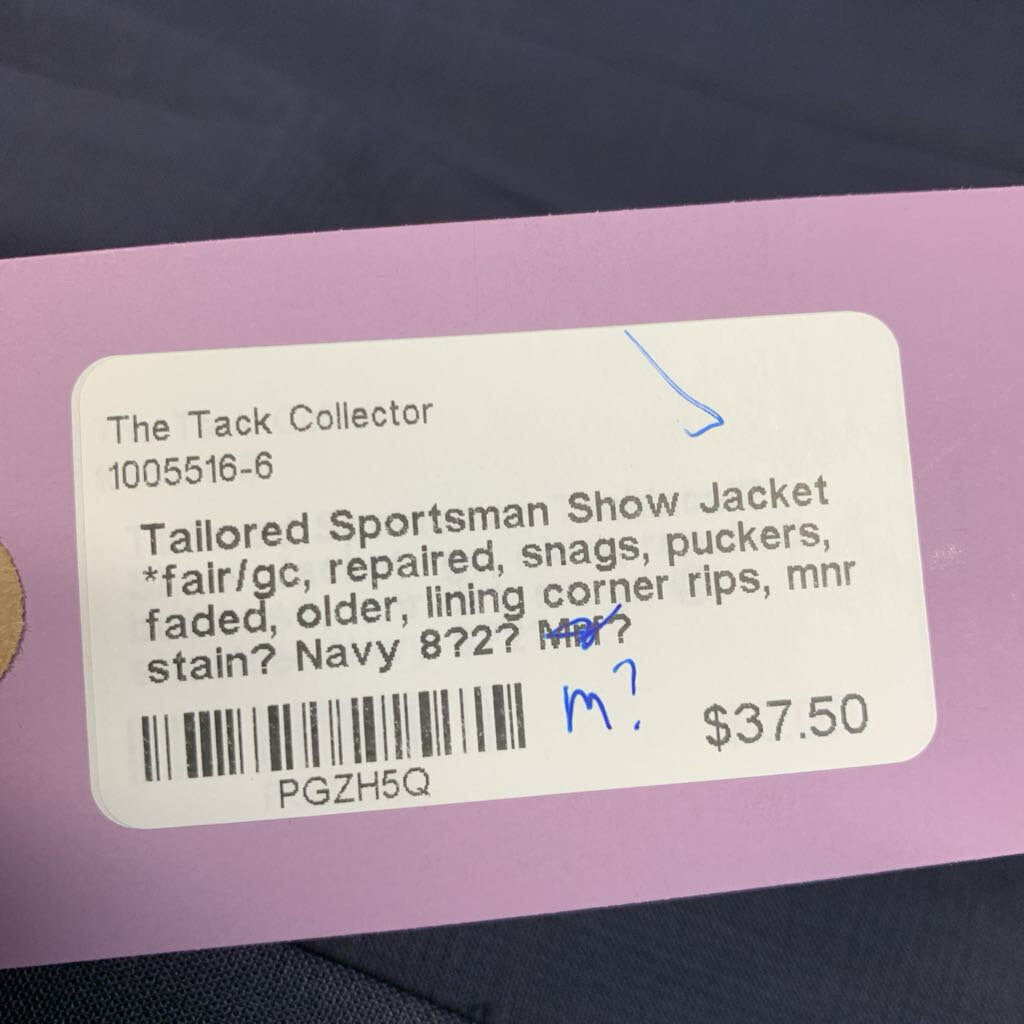 The Tack Collector
1005516-6
Tailored Sportsman Show Jacket
*fair/gc, repaired, snags, puckers,
faded, older, lining corner rips, mnr
stain? Navy 8?2? ?
m?
$37.50
PGZH5Q